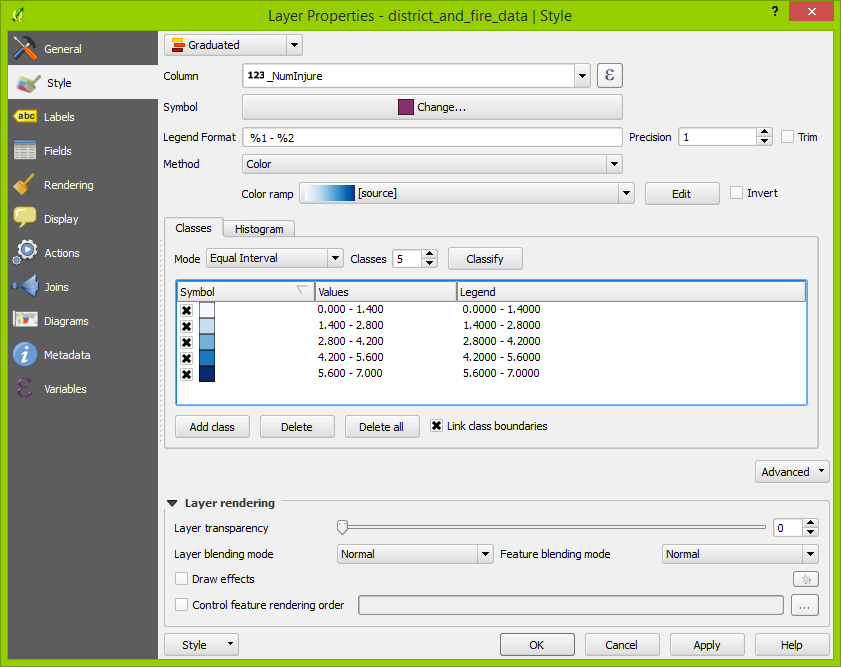 Layer Properties - district_and_fire_data | Style
?
General
Style
abc Labels
Fields
Rendering
Display
Actions
Joins
Diagrams
Metadata
Variables
Graduated
Column 123 _NumInjure ε
Symbol Change...
Legend Format %1 - %2 Precision 1 Trim
Method Color
Color ramp [source] Edit Invert
Classes Histogram
Mode Equal Interval Classes 5 Classify
Symbol Values Legend
0.000 - 1.400 0.0000 - 1.4000
1.400 - 2.800 1.4000 - 2.8000
2.800 - 4.200 2.8000 - 4.2000
4.200 - 5.600 4.2000 - 5.6000
5.600 - 7.000 5.6000 - 7.0000
Add class Delete Delete all Link class boundaries
Advanced
Layer rendering
Layer transparency 0
Layer blending mode Normal Feature blending mode Normal
Draw effects
Control feature rendering order ...
Style OK Cancel Apply Help